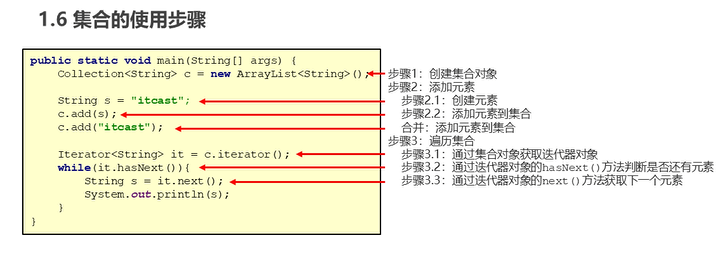 1.6 集合的使用步骤
public static void main(String[] args) {
Collection<String> c = new ArrayList<String>();
String s = "itcast";
c.add(s);
c.add("itcast");
Iterator<String> it = c.iterator();
while(it.hasNext()){
String s = it.next();
System.out.println(s);
}
}
步骤1：创建集合对象
步骤2：添加元素
步骤2.1：创建元素
步骤2.2：添加元素到集合
合并：添加元素到集合
步骤3：遍历集合
步骤3.1：通过集合对象获取迭代器对象
步骤3.2：通过迭代器对象的hasNext()方法判断是否还有元素
步骤3.3：通过迭代器对象的next()方法获取下一个元素